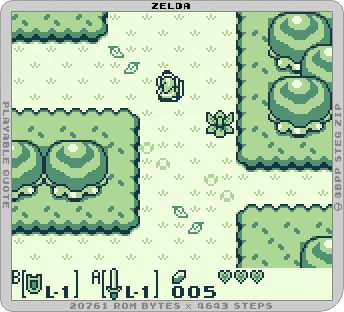 ZELDA
PLAYABLE QUOTE
@ 8BPP STEG ZIP
B[ L-1] A[ L-1] 005
20761 ROM BYTES × 4643 STEPS